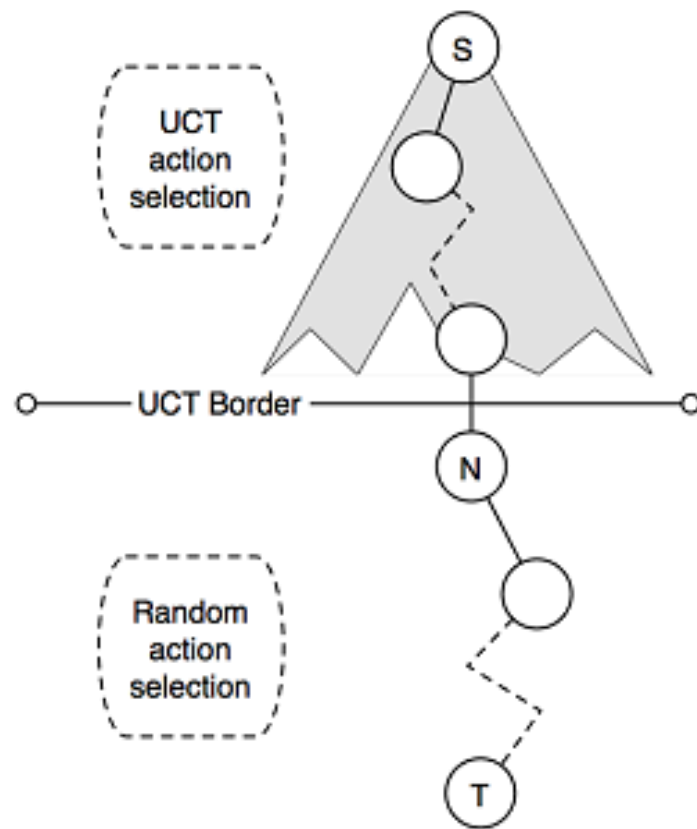 S
UCT
action
selection
UCT Border
N
Random
action
selection
T